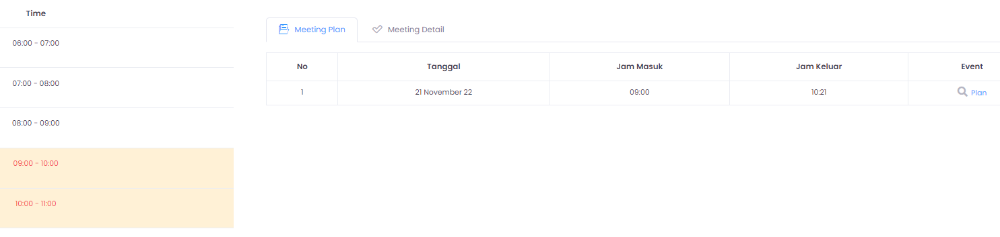 Time
06:00 - 07:00
07:00 - 08:00
08:00 - 09:00
09:00 - 10:00
10:00 - 11:00
Meeting Plan Meeting Detail
No Tanggal Jam Masuk Jam Keluar Event
1 21 November 22 09:00 10:21 Plan